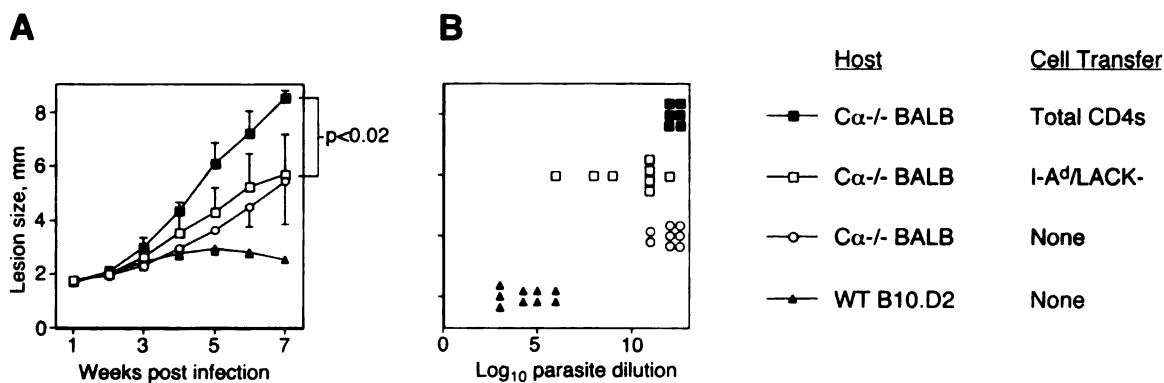 A
Lesion size, mm
8
6
4
2
0
1 3 5 7
Weeks post infection
p<0.02
B
0 5 10
Log10 parasite dilution
Host Cell Transfer
Cα-/- BALB Total CD4s
Cα-/- BALB I-Aᵈ/LACK-
Cα-/- BALB None
WT B10.D2 None